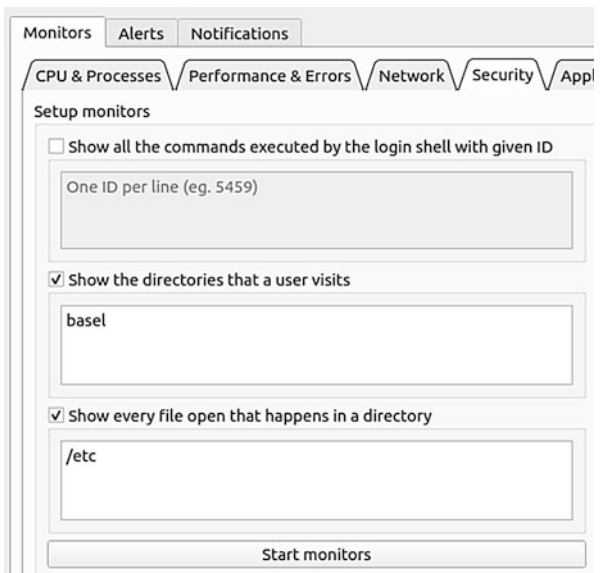 Monitors Alerts Notifications
CPU & Processes Performance & Errors Network Security Appl
Setup monitors
Show all the commands executed by the login shell with given ID
One ID per line (eg. 5459)
Show the directories that a user visits
basel
Show every file open that happens in a directory
/etc
Start monitors